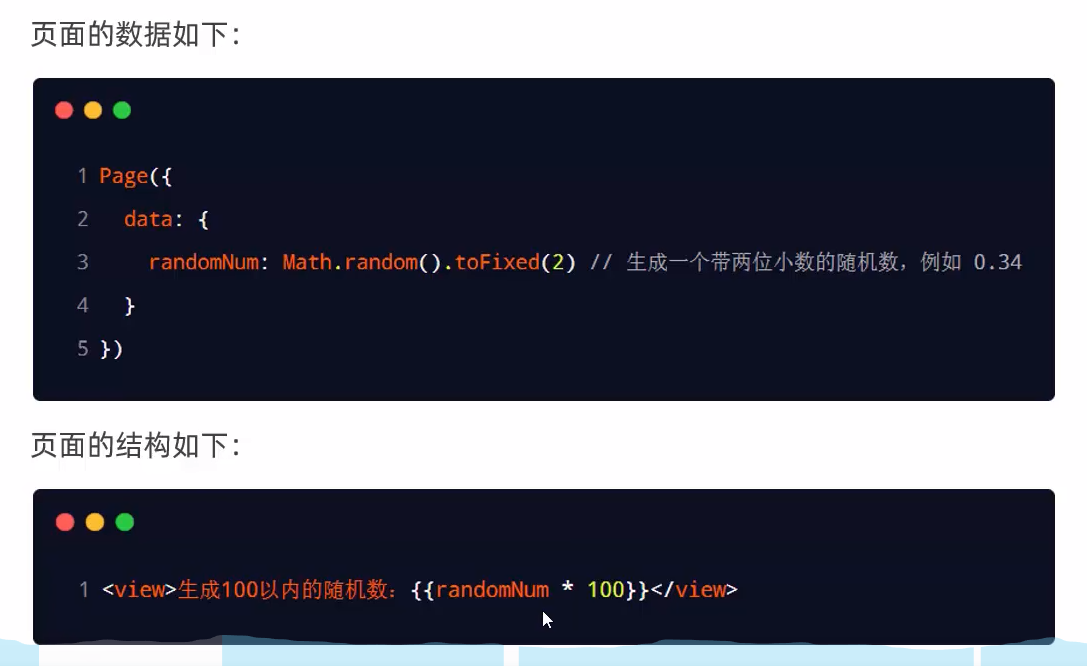 页面的数据如下：
1 Page({
2   data: {
3     randomNum: Math.random().toFixed(2) // 生成一个带两位小数的随机数，例如 0.34
4   }
5 })
页面的结构如下：
1 <view>生成100以内的随机数：{{randomNum * 100}}</view>